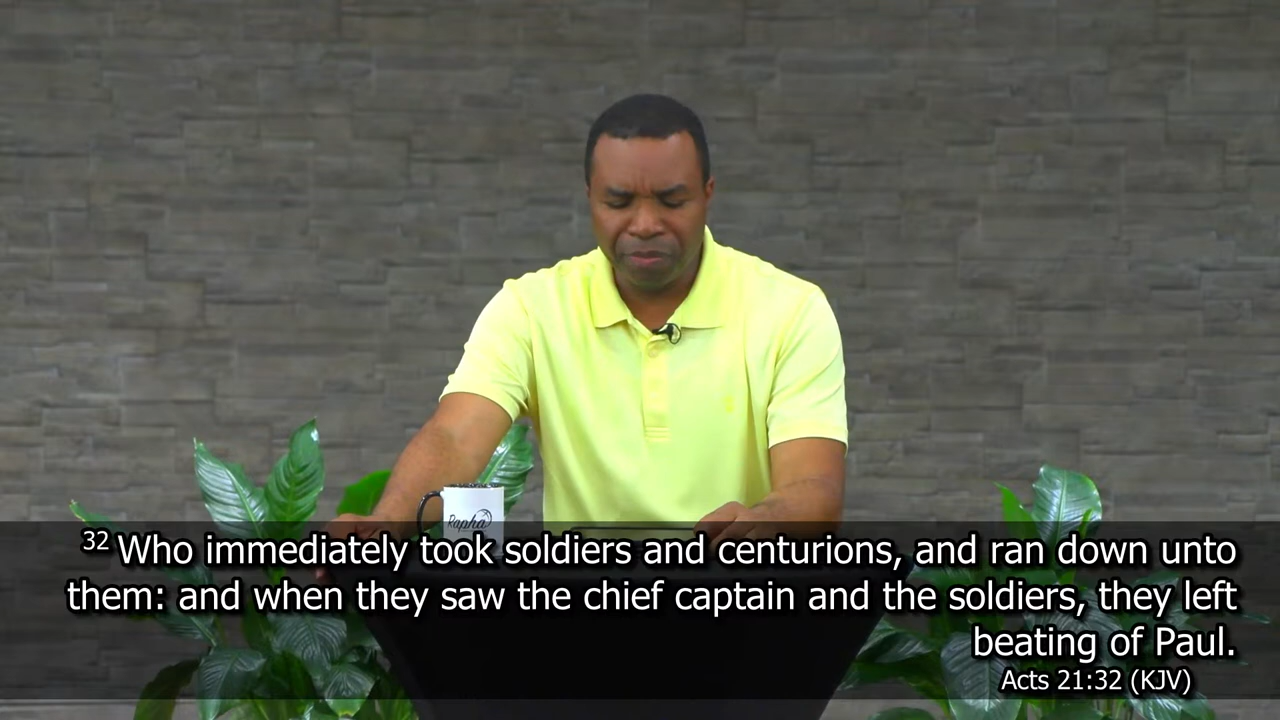 Rapha
32 Who immediately took soldiers and centurions, and ran down unto
them: and when they saw the chief captain and the soldiers, they left
beating of Paul.
Acts 21:32 (KJV)